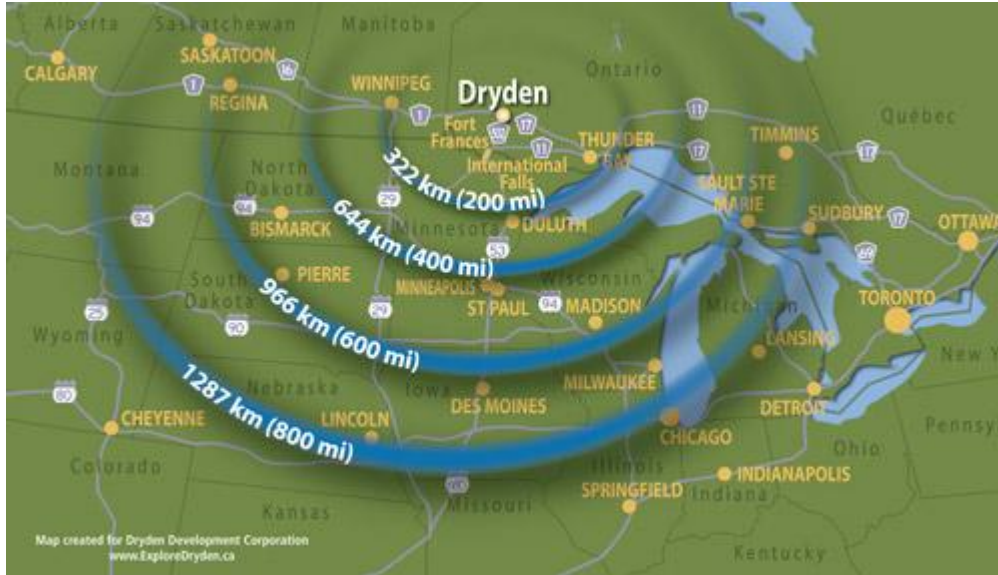 Alberta
Saskatchewan
Manitoba
Ontario
Québec
CALGARY
SASKATOON
REGINA
WINNIPEG
Dryden
Fort
Frances
International
Falls
THUNDER
BAY
TIMMINS
1
16
1
17
11
11
17
17
Montana
North
Dakota
94
94
BISMARCK
29
Minnesota
DULUTH
53
SAULT STE
MARIE
SUDBURY
17
69
OTTAWA
322 km (200 mi)
644 km (400 mi)
966 km (600 mi)
1287 km (800 mi)
South
Dakota
PIERRE
MINNEAPOLIS
ST PAUL
94
Wisconsin
MADISON
Michigan
TORONTO
25
90
29
Wyoming
LANSING
New Y
80
CHEYENNE
Nebraska
LINCOLN
Iowa
DES MOINES
MILWAUKEE
CHICAGO
DETROIT
Pennsy
Ohio
Colorado
Kansas
Missouri
Illinois
SPRINGFIELD
Indiana
INDIANAPOLIS
Kentucky
Map created for Dryden Development Corporation
www.ExploreDryden.ca